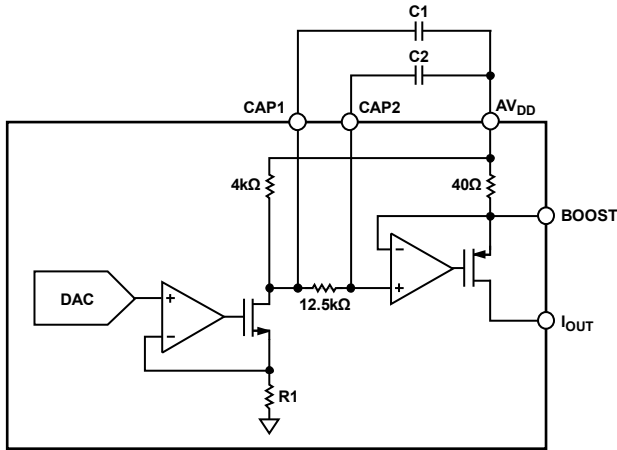 C1
C2
CAP1
CAP2
AVDD
4kΩ
40Ω
BOOST
DAC
+
–
12.5kΩ
–
+
IOUT
R1